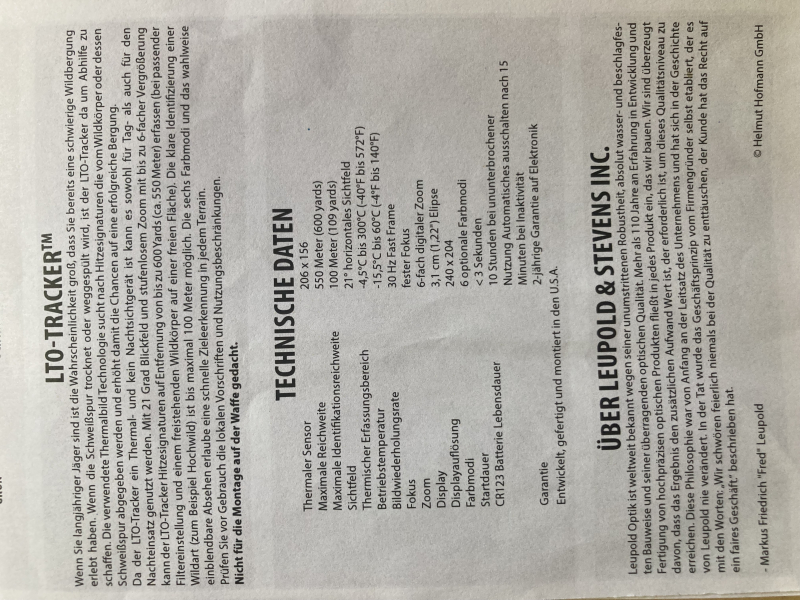 LTO-TRACKER™
Wenn Sie langjähriger Jäger sind ist die Wahrscheinlichkeit groß, dass Sie bereits eine schwierige Wildbergung
erlebt haben. Wenn die Schweißspur trocknet oder weggespült wird, ist der LTO-Tracker da um Abhilfe zu
schaffen. Die verwendete Thermalbild Technologie sucht nach Hitzesignaturen die vom Wildkörper oder dessen
Schweißspur abgegeben werden und erhöht damit die Chancen auf eine erfolgreiche Bergung.
Da der LTO-Tracker ein Thermal- und kein Nachtsichtgerät ist kann es sowohl für Tag- als auch für den
Nachteinsatz genutzt werden. Mit 21 Grad Blickfeld und stufenlosem Zoom mit bis zu 6-facher Vergrößerung
kann der LTO-Tracker Hitzesignaturen auf Entfernung von bis zu 600 Yards (ca. 550 Meter) erfassen (bei passender
Filtereinstellung und einem freistehenden Wildkörper auf einer freien Fläche). Die klare Identifizierung einer
Wildart (zum Beispiel Hochwild) ist bis maximal 100 Meter möglich. Die sechs Farbmodi und das wahlweise
einblendbare Absehen erlaube eine schnelle Zieleerkennung in jedem Terrain.
Prüfen Sie vor Gebrauch die lokalen Vorschriften und Nutzungsbeschränkungen.
Nicht für die Montage auf der Waffe gedacht.
TECHNISCHE DATEN
Thermaler Sensor 206 x 156
Maximale Reichweite 550 Meter (600 yards)
Maximale Identifikationsreichweite 100 Meter (109 yards)
Sichtfeld 21° horizontales Sichtfeld
Thermischer Erfassungsbereich -4,5°C bis 300°C (-40°F bis 572°F)
Betriebstemperatur -15,5°C bis 60°C (-4°F bis 140°F)
Bildwiederholungsrate 30 Hz Fast Frame
Fokus fester Fokus
Zoom 6-fach digitaler Zoom
Display 3,1 cm (1,22") Elipse
Displayauflösung 240 x 204
Farbmodi 6 optionale Farbmodi
Startdauer < 3 Sekunden
CR123 Batterie Lebensdauer 10 Stunden bei ununterbrochener
Nutzung Automatisches ausschalten nach 15
Minuten bei Inaktivität
Garantie 2-jährige Garantie auf Elektronik
Entwickelt, gefertigt und montiert in den U.S.A.
ÜBER LEUPOLD & STEVENS INC.
Leupold Optik ist weltweit bekannt wegen seiner unumstrittenen Robustheit, absolut wasser- und beschlagfes-
ten Bauweise und seiner überragenden optischen Qualität. Mehr als 110 Jahre an Erfahrung in Entwicklung und
Fertigung von hochpräzisen optischen Produkten fließt in jedes Produkt ein, das wir bauen. Wir sind überzeugt
davon, dass das Ergebnis den zusätzlichen Aufwand Wert ist, der erforderlich ist, um dieses Qualitätsniveau zu
erreichen. Diese Philosophie war von Anfang an der Leitsatz des Unternehmens und hat sich in der Geschichte
von Leupold nie verändert. In der Tat wurde das Geschäftsprinzip vom Firmengründer selbst etabliert, der es
mit den Worten: „Wir schwören feierlich niemals bei der Qualität zu enttäuschen, der Kunde hat das Recht auf
ein faires Geschäft“ beschrieben hat.
- Markus Friedrich "Fred" Leupold
© Helmut Hofmann GmbH